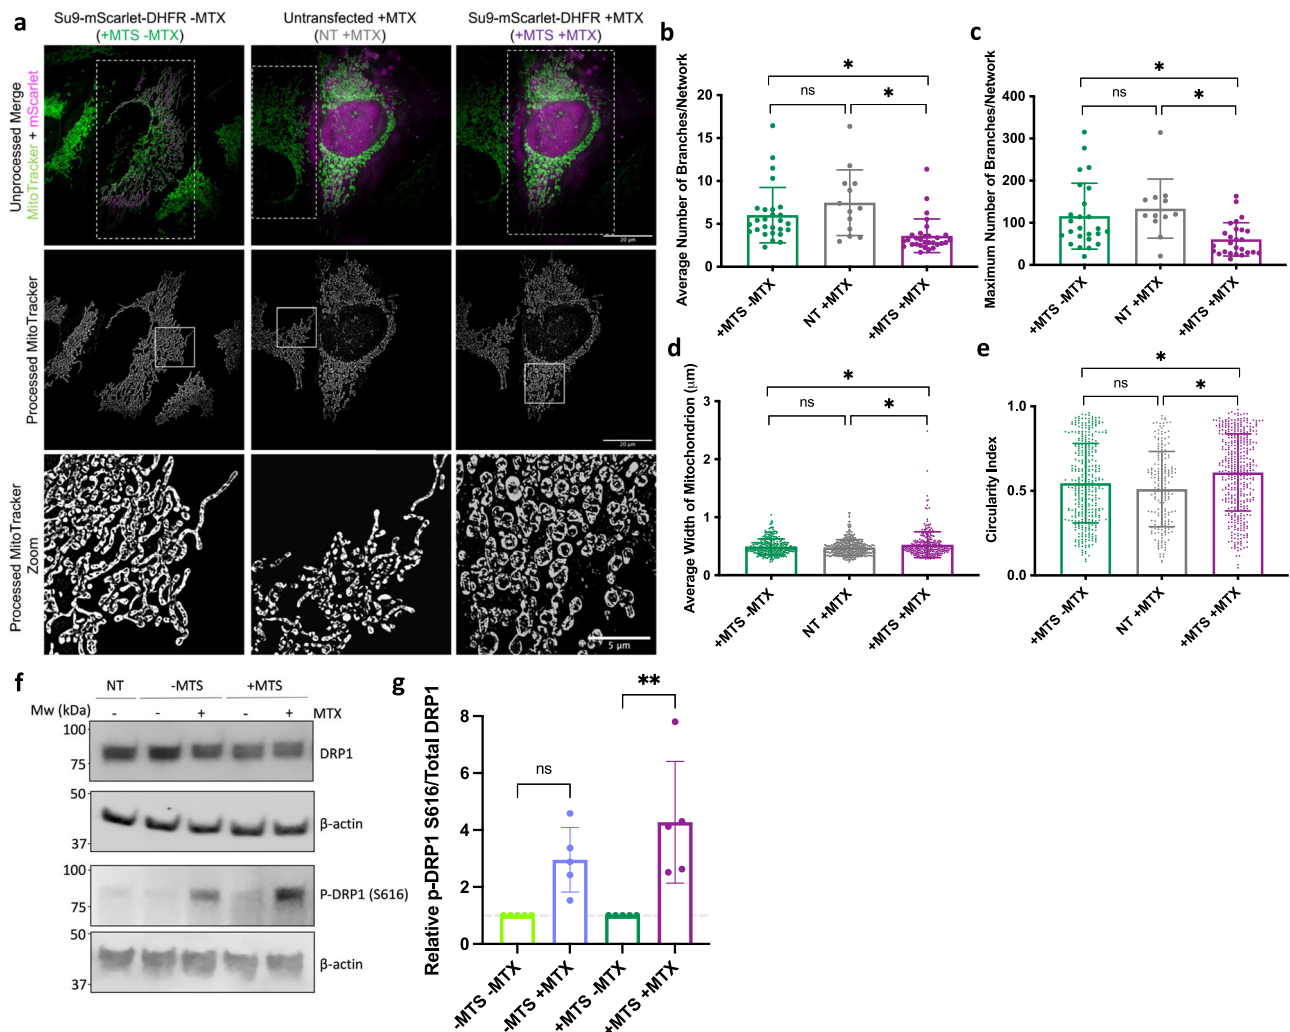 a
Su9-mScarlet-DHFR -MTX
(+MTS -MTX)
Untransfected +MTX
(NT +MTX)
Su9-mScarlet-DHFR +MTX
(+MTS +MTX)
Unprocessed Merge
MitoTracker + mScarlet
20 μm
Processed MitoTracker
20 μm
Processed MitoTracker
Zoom
5 μm
b
Average Number of Branches/Network
20
15
10
5
0
ns
*
*
+MTS -MTX
NT +MTX
+MTS +MTX
c
Maximum Number of Branches/Network
400
300
200
100
0
ns
*
*
+MTS -MTX
NT +MTX
+MTS +MTX
d
Average Width of Mitochondrion (μm)
3
2
1
0
ns
*
*
+MTS -MTX
NT +MTX
+MTS +MTX
e
Circularity Index
1.0
0.5
0.0
ns
*
*
+MTS -MTX
NT +MTX
+MTS +MTX
f
NT -MTS +MTS
Mw (kDa) - - + - + MTX
100
75
DRP1
50
37
β-actin
100
75
P-DRP1 (S616)
50
37
β-actin
g
Relative p-DRP1 S616/Total DRP1
8
6
4
2
0
ns
**
-MTS -MTX
-MTS +MTX
+MTS -MTX
+MTS +MTX